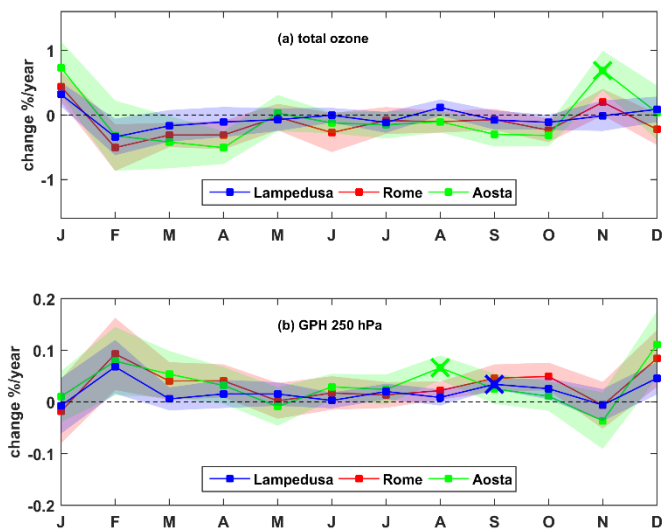 (a) total ozone
change %/year
1
0
-1
Lampedusa Rome Aosta
J F M A M J J A S O N D
(b) GPH 250 hPa
change %/year
0.2
0.1
0
-0.1
-0.2
Lampedusa Rome Aosta
J F M A M J J A S O N D